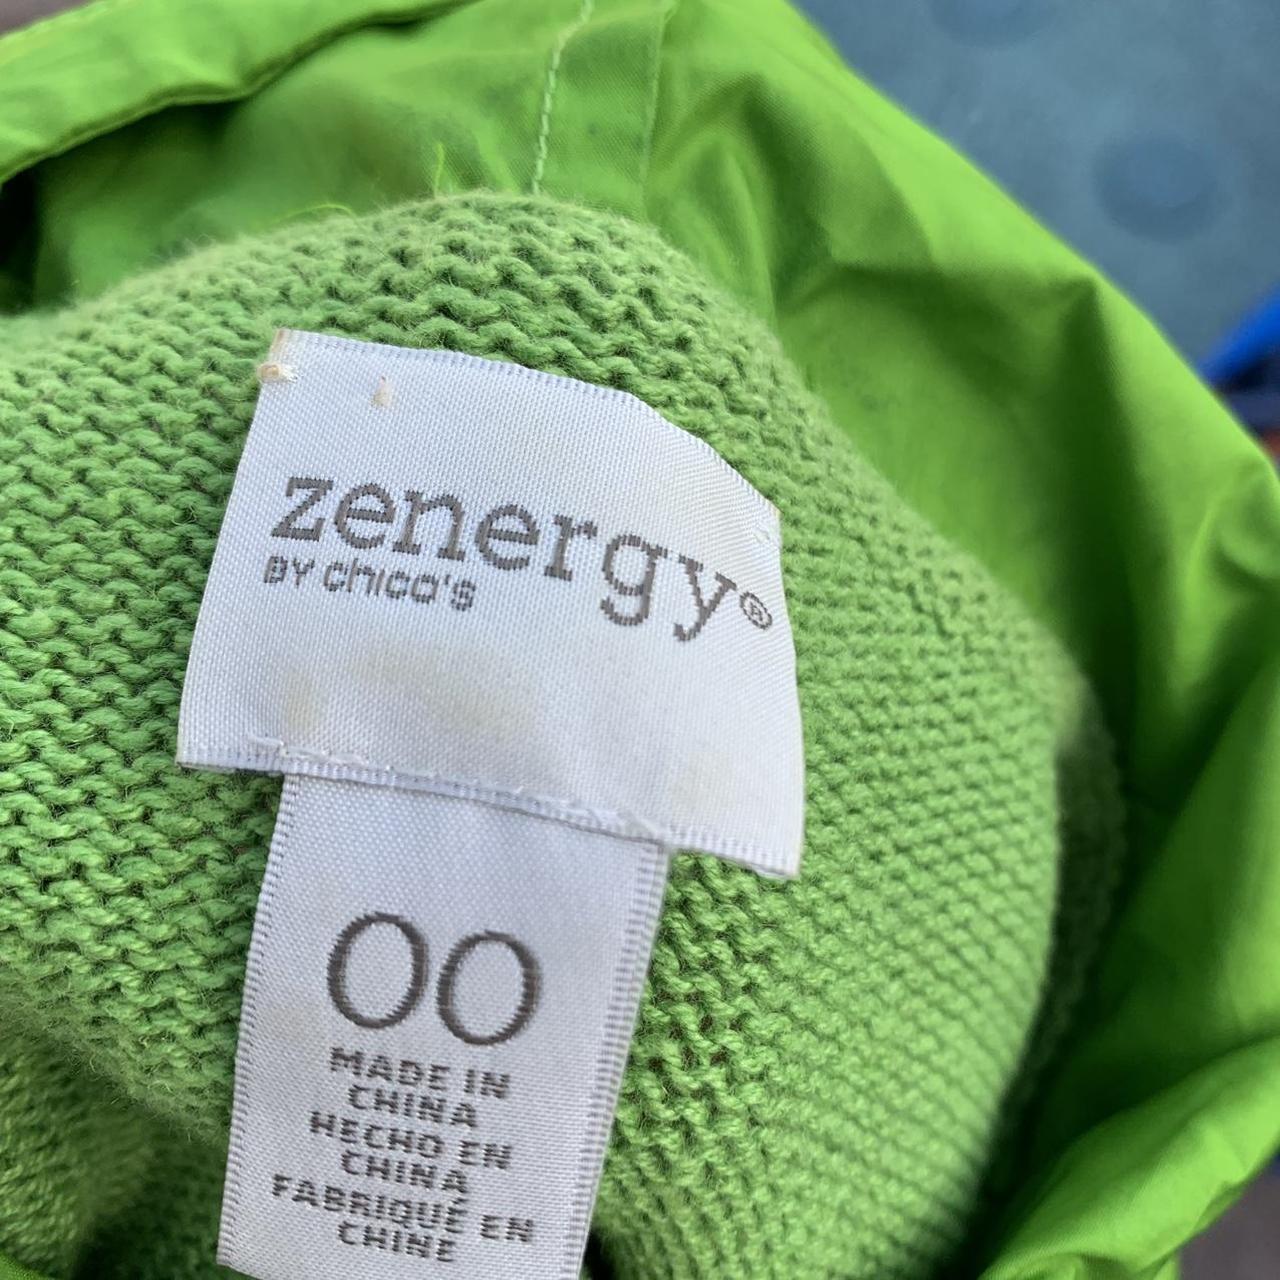 zenergy®
BY chico's
00
MADE IN
CHINA
HECHO EN
CHINA
FABRIQUÉ EN
CHINE